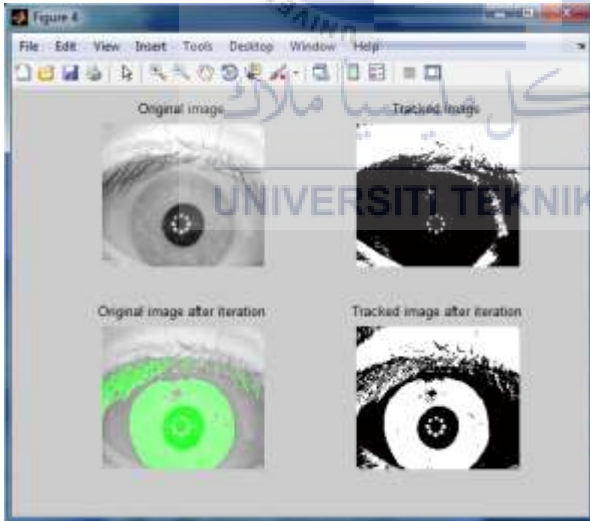 Figure 4
File Edit View Insert Tools Desktop Window Help
Original image
Tracked image
UNIVERSITI TEKNIK
Original image after iteration
Tracked image after iteration